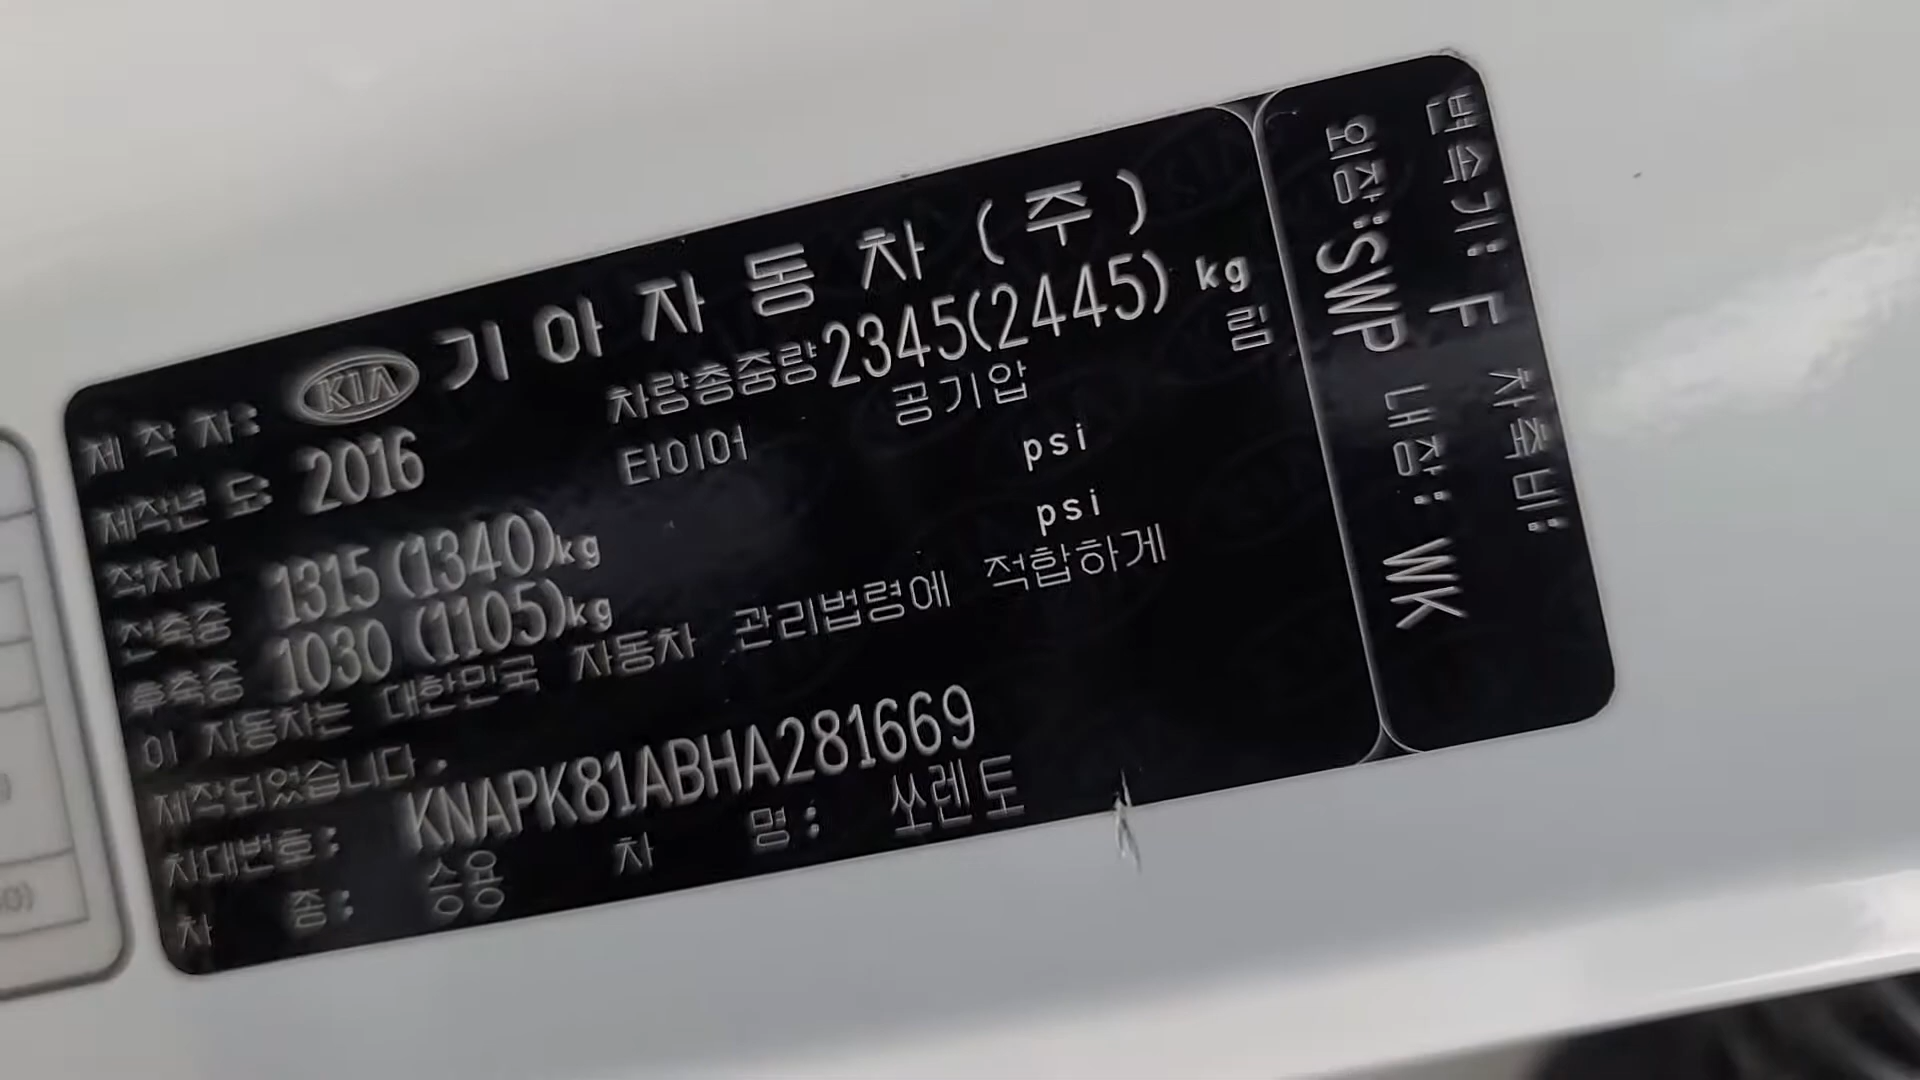 제 작 자: KIA 기 아 자 동 차 ( 주 )
제작년 도: 2016 차량총중량 2345(2445) kg
적차시 타이어 공기압 림
전축중 1315 (1340)kg psi
후축중 1030 (1105)kg psi
이 자동차는 대한민국 자동차 관리법령에 적합하게
제작되었습니다.
차대번호: KNAPK81ABHA281669
차 종: 승용 차 명: 쏘렌토
변속기: F 차축비:
외장:SWP 내장: WK
0)